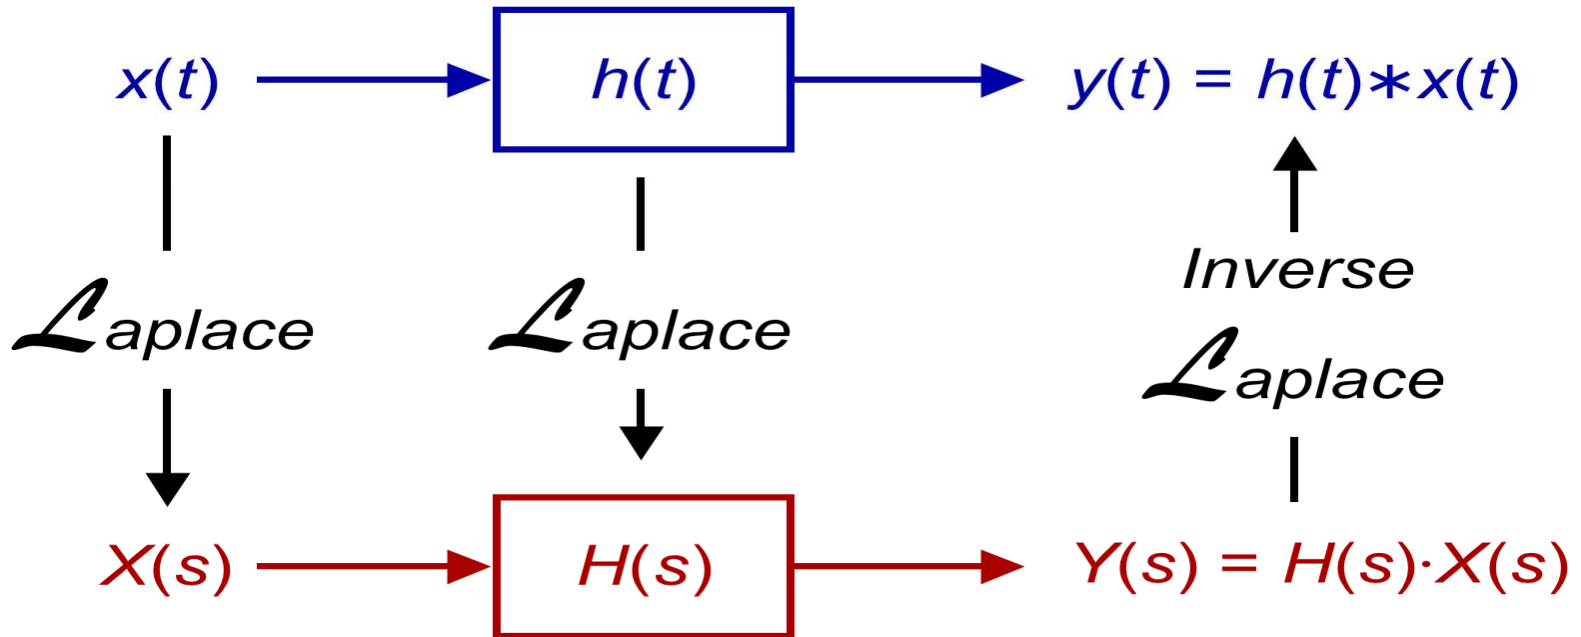 x(t) h(t) y(t) = h(t)∗x(t)
Laplace Laplace Inverse Laplace
X(s) H(s) Y(s) = H(s)·X(s)